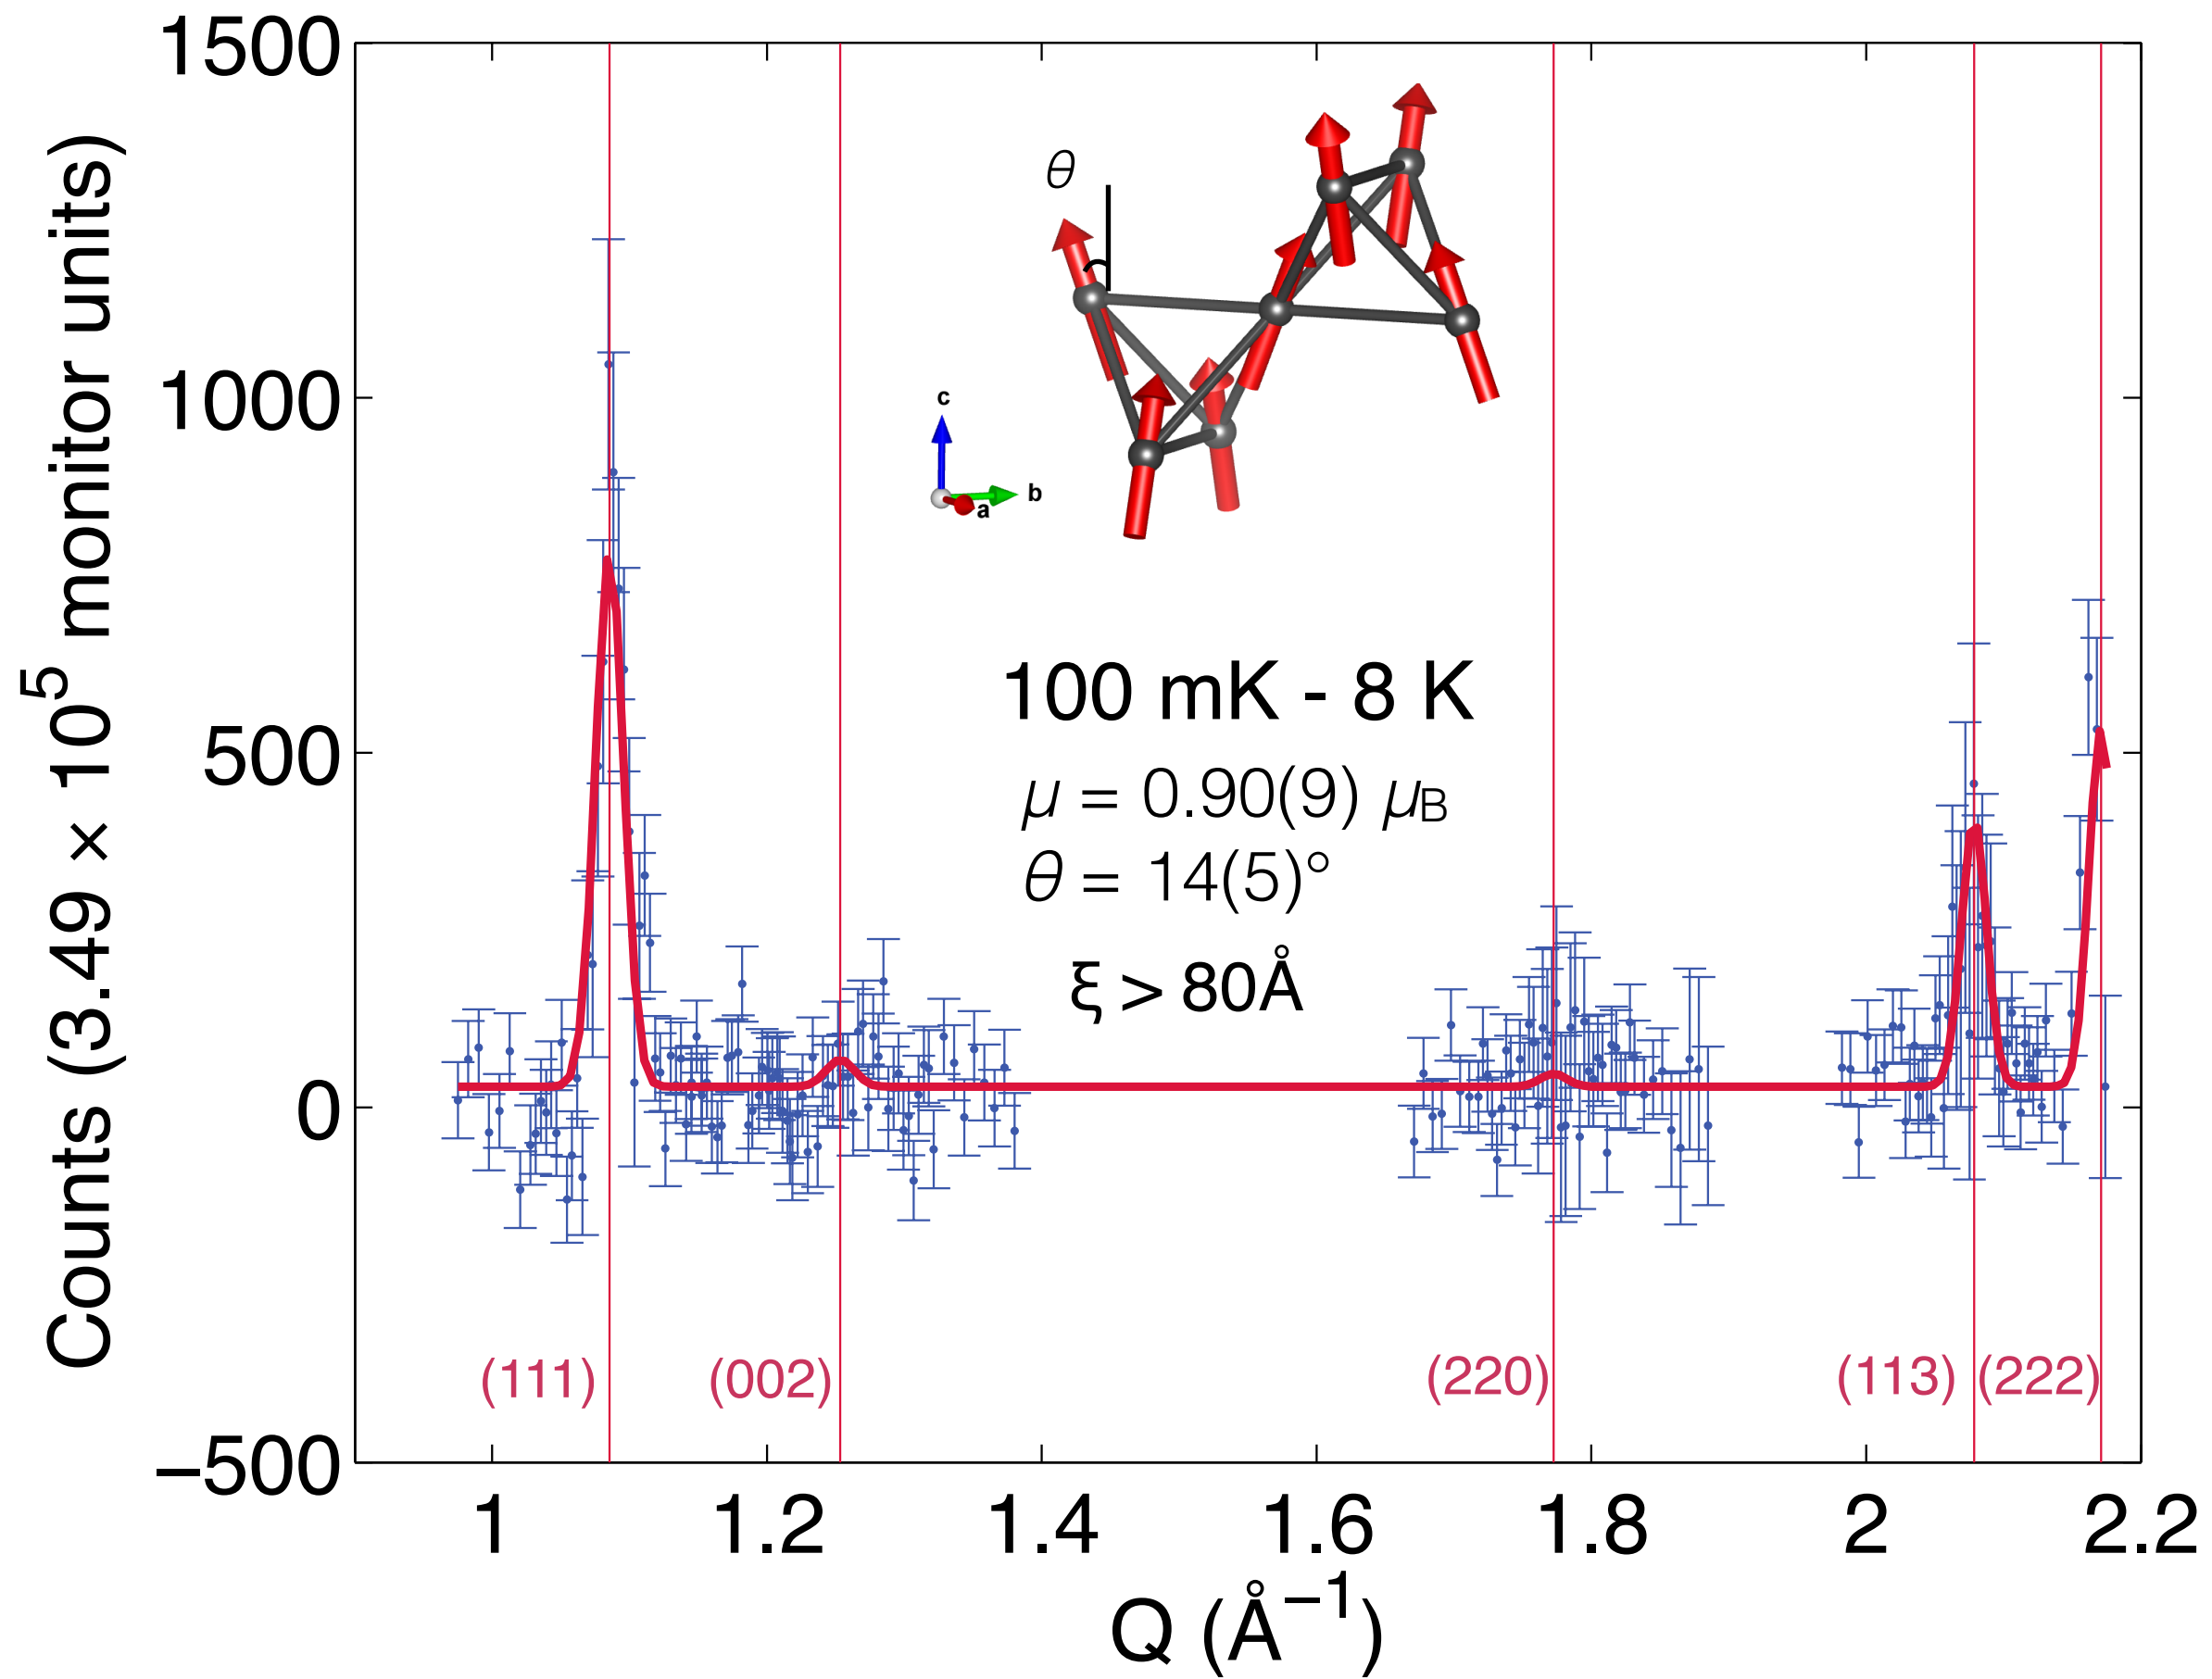 1500
1000
500
0
−500
Counts (3.49 × 10⁵ monitor units)
θ
c
b
a
100 mK - 8 K
μ = 0.90(9) μB
θ = 14(5)°
ξ > 80Å
(111)
(002)
(220)
(113)
(222)
1 1.2 1.4 1.6 1.8 2 2.2
Q (Å⁻¹)